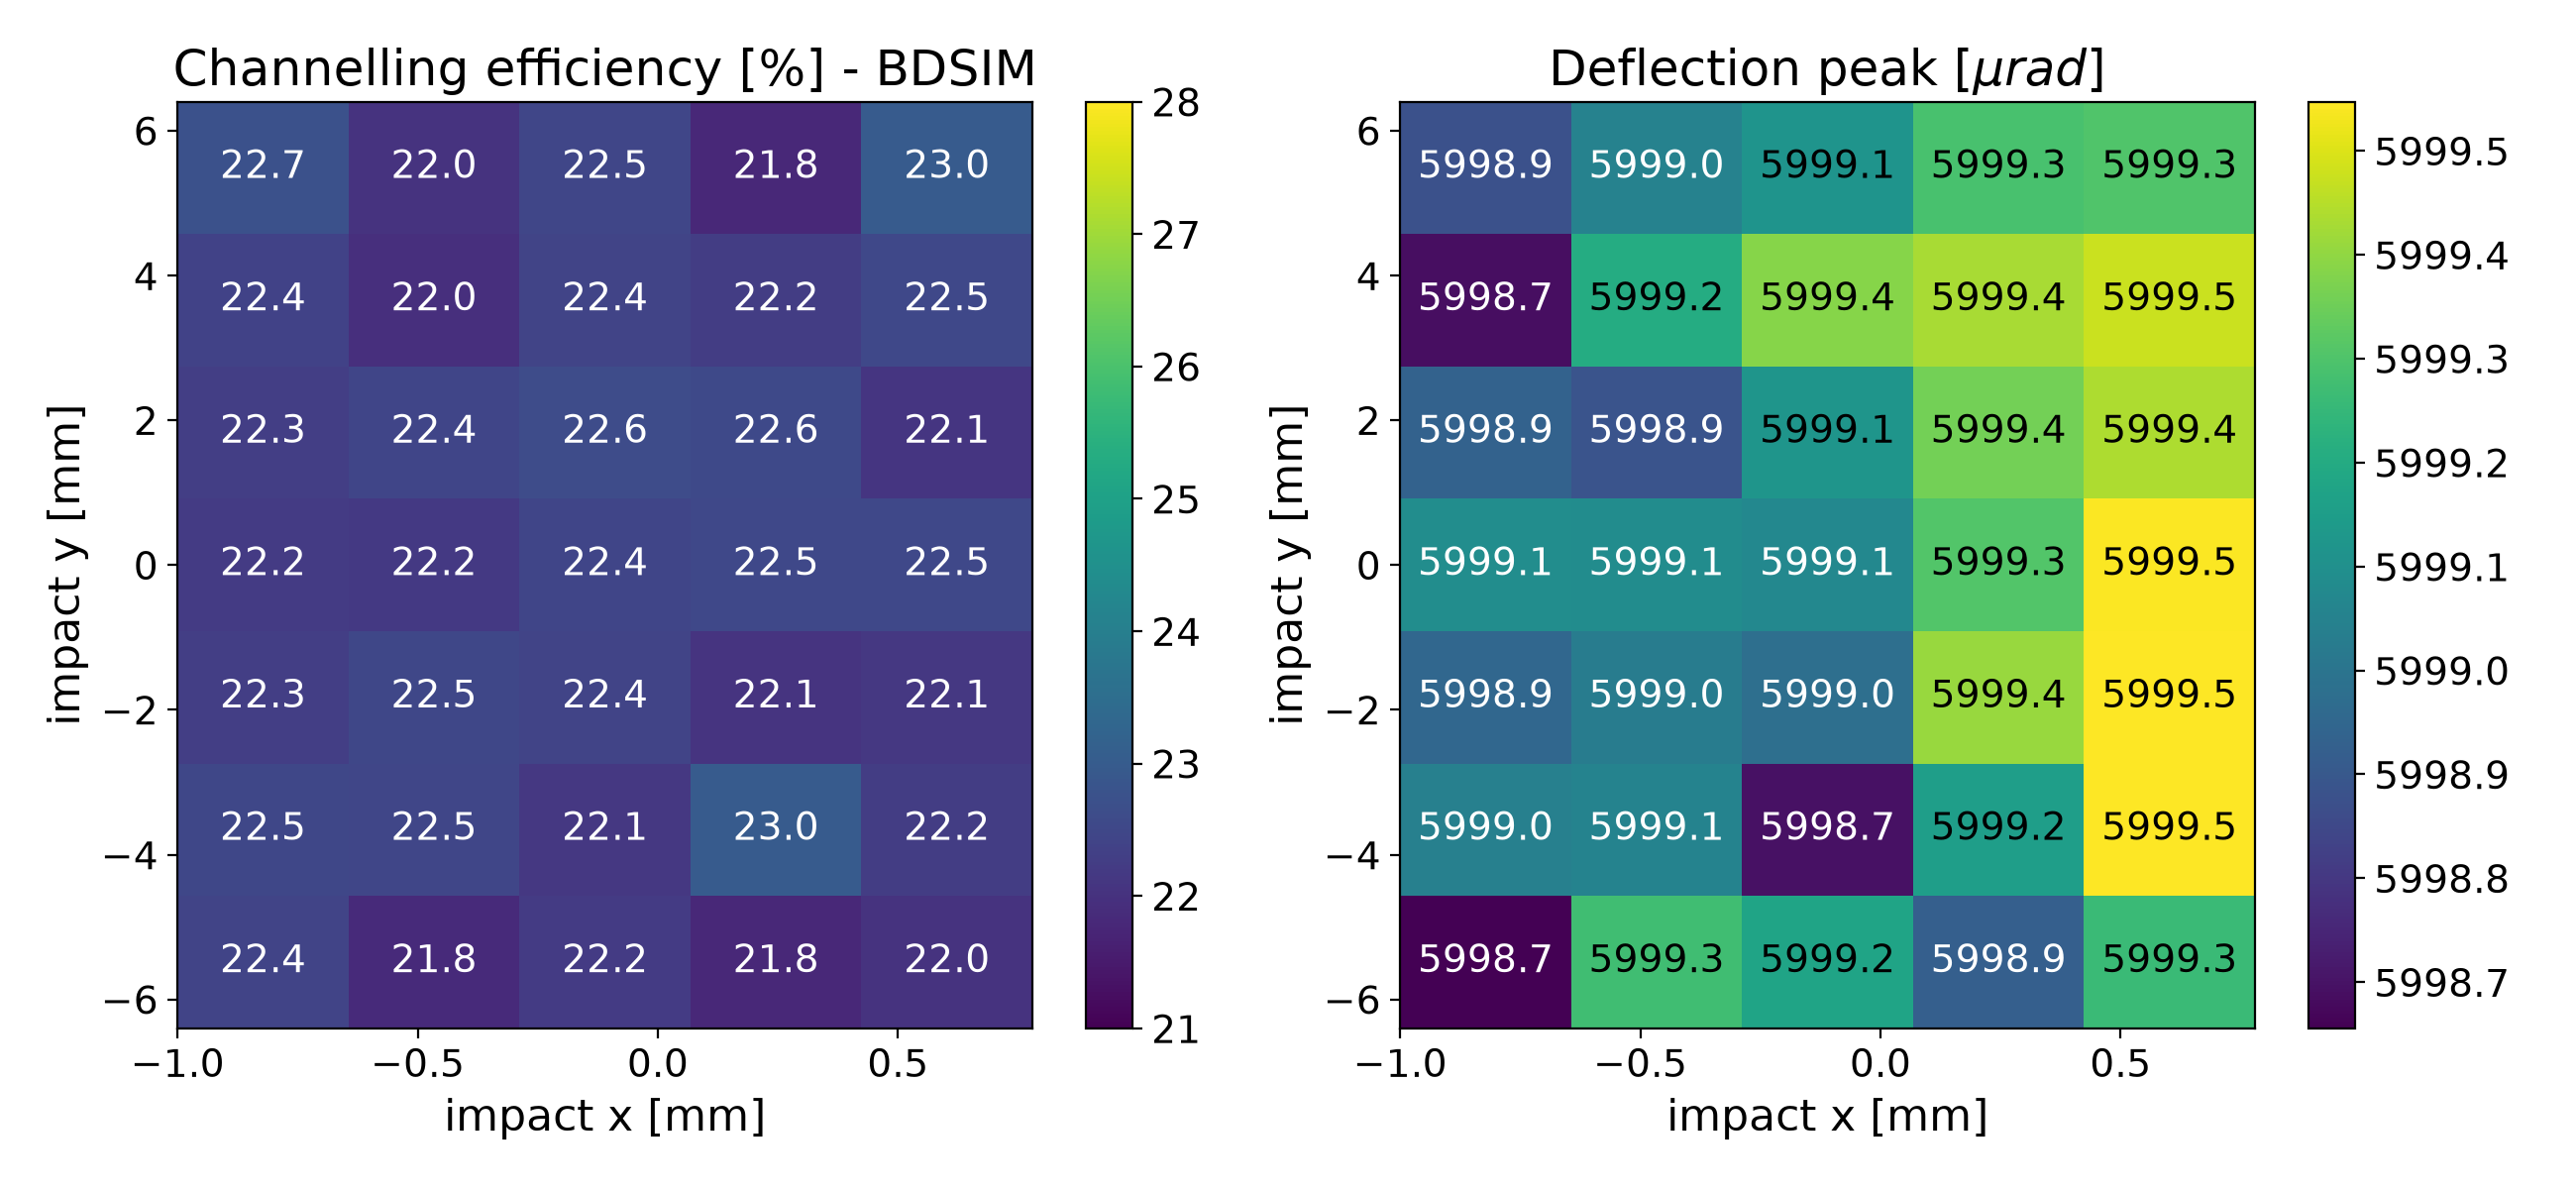 Channelling efficiency [%] - BDSIM
6
4
2
0
−2
−4
−6
impact y [mm]
22.7 22.0 22.5 21.8 23.0
22.4 22.0 22.4 22.2 22.5
22.3 22.4 22.6 22.6 22.1
22.2 22.2 22.4 22.5 22.5
22.3 22.5 22.4 22.1 22.1
22.5 22.5 22.1 23.0 22.2
22.4 21.8 22.2 21.8 22.0
−1.0 −0.5 0.0 0.5
impact x [mm]
28
27
26
25
24
23
22
21
Deflection peak [μrad]
6
4
2
0
−2
−4
−6
impact y [mm]
5998.9 5999.0 5999.1 5999.3 5999.3
5998.7 5999.2 5999.4 5999.4 5999.5
5998.9 5998.9 5999.1 5999.4 5999.4
5999.1 5999.1 5999.1 5999.3 5999.5
5998.9 5999.0 5999.0 5999.4 5999.5
5999.0 5999.1 5998.7 5999.2 5999.5
5998.7 5999.3 5999.2 5998.9 5999.3
−1.0 −0.5 0.0 0.5
impact x [mm]
5999.5
5999.4
5999.3
5999.2
5999.1
5999.0
5998.9
5998.8
5998.7